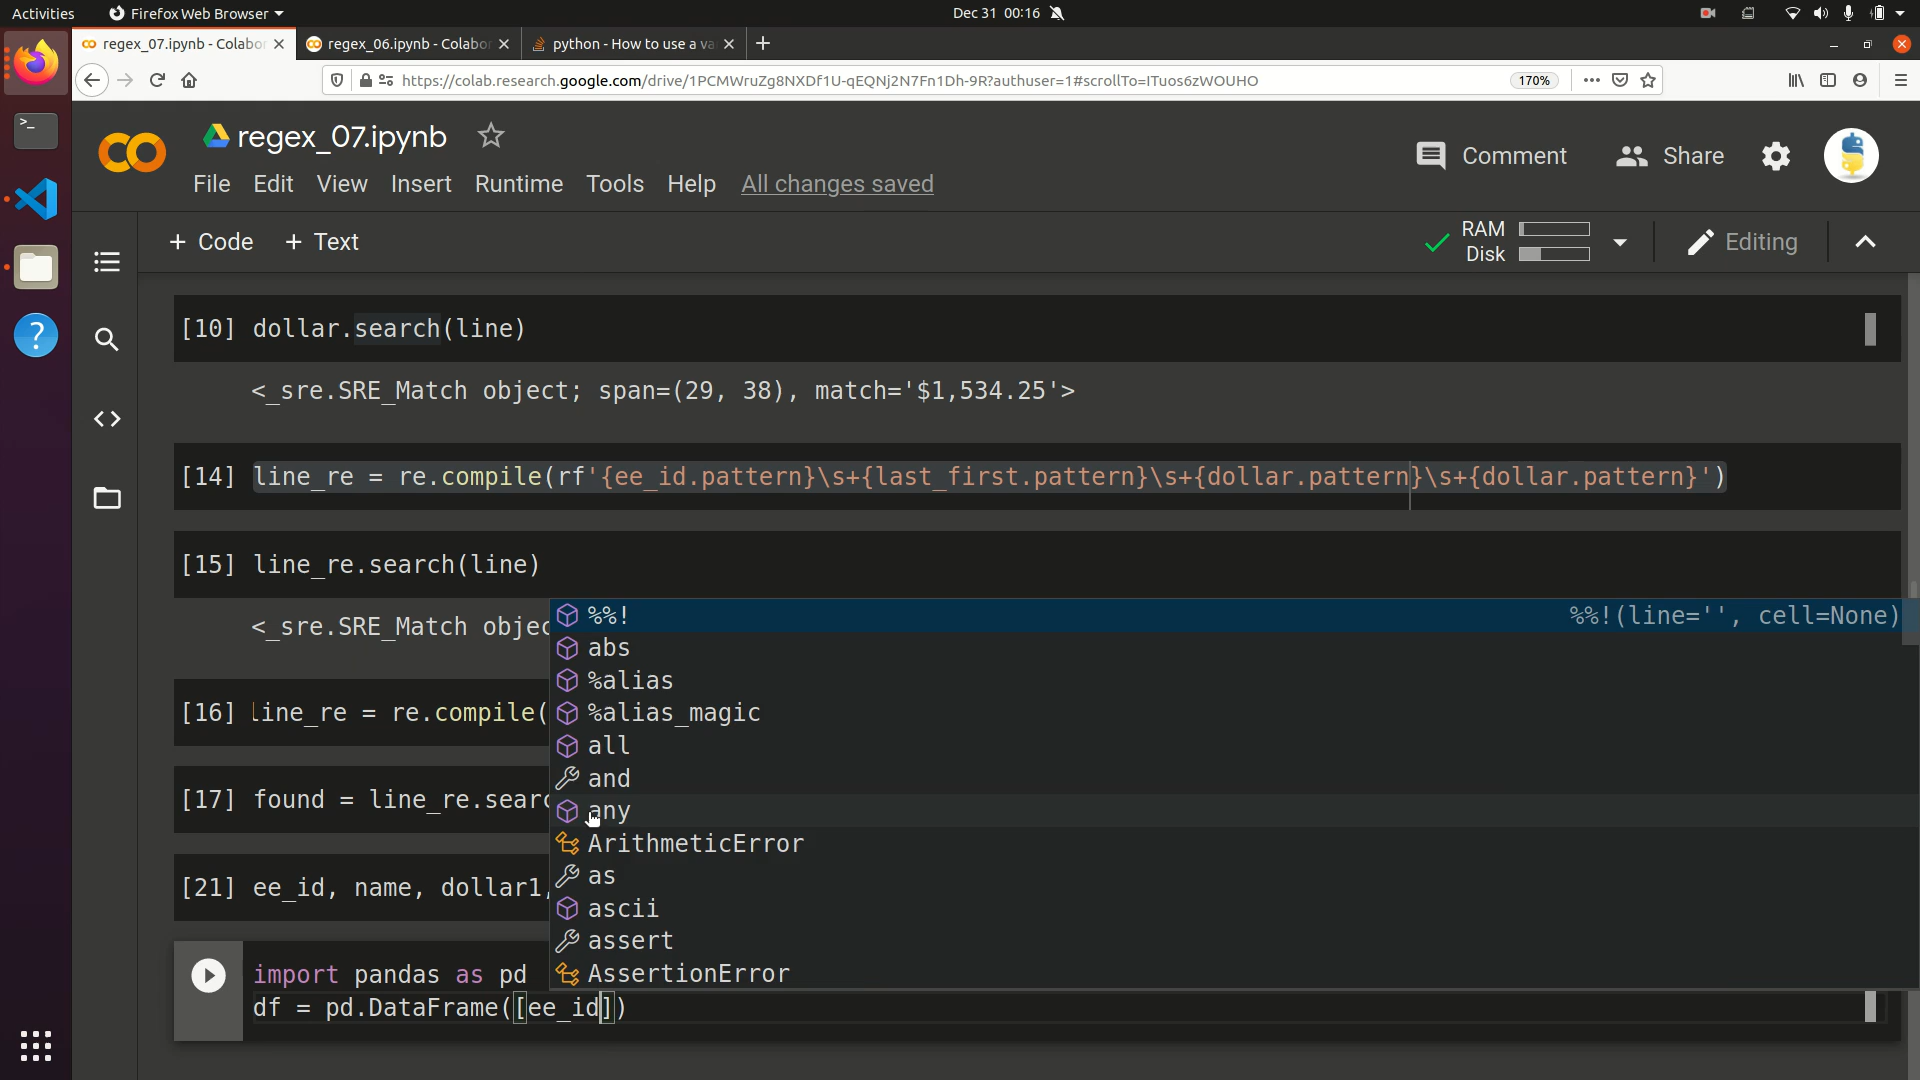 Activities Firefox Web Browser Dec 31 00:16
regex_07.ipynb - Colabo regex_06.ipynb - Colabo python - How to use a va
https://colab.research.google.com/drive/1PCMWruZg8NXDf1U-qEQNj2N7Fn1Dh-9R?authuser=1#scrollTo=ITuos6zWOUHO 170%
regex_07.ipynb
Comment Share
File Edit View Insert Runtime Tools Help All changes saved
+ Code + Text RAM Disk Editing
[10] dollar.search(line)
<_sre.SRE_Match object; span=(29, 38), match='$1,534.25'>
[14] line_re = re.compile(rf'{ee_id.pattern}\s+{last_first.pattern}\s+{dollar.pattern}\s+{dollar.pattern}')
[15] line_re.search(line)
<_sre.SRE_Match objec
%%! %%!(line='', cell=None)
abs
%alias
[16] line_re = re.compile(
%alias_magic
all
and
[17] found = line_re.searc
any
ArithmeticError
as
[21] ee_id, name, dollar1,
ascii
assert
import pandas as pd
AssertionError
df = pd.DataFrame([ee_id])